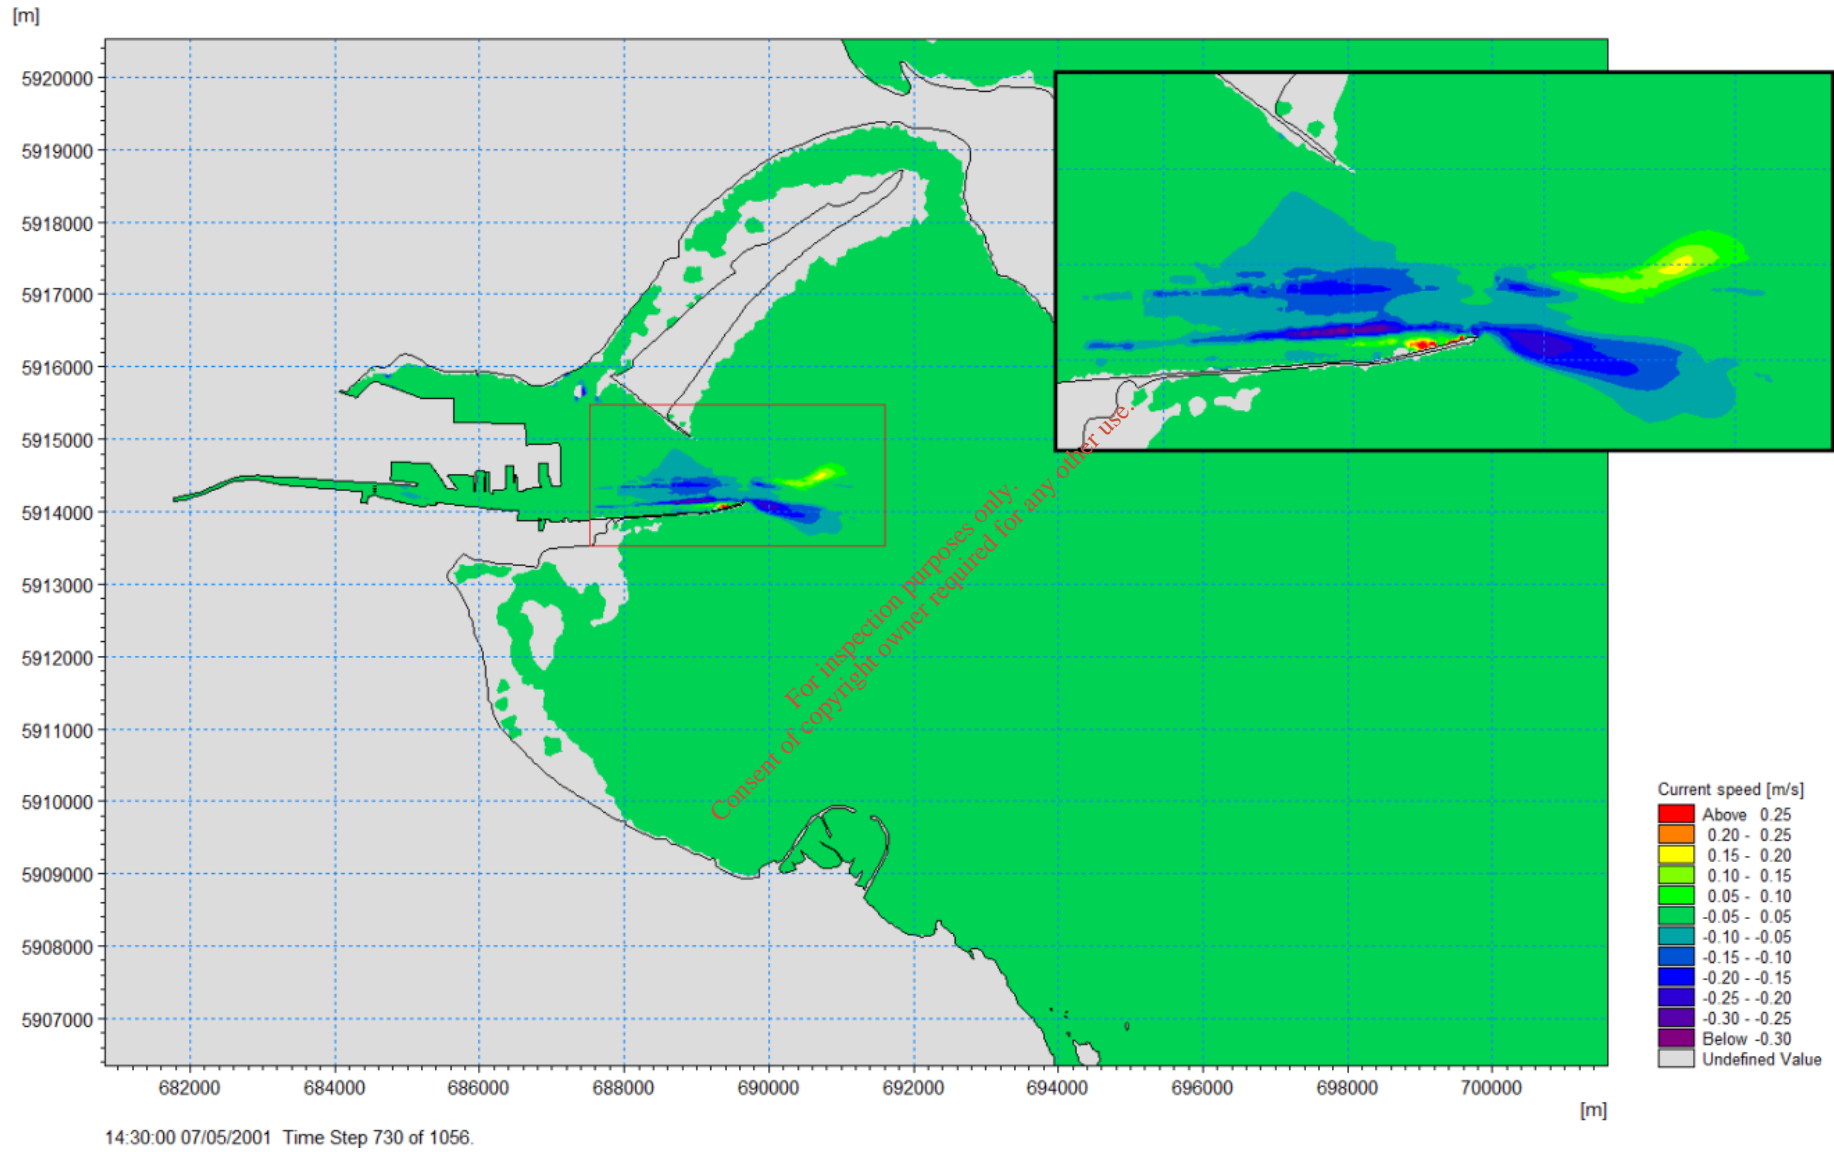 [m]
5920000
5919000
5918000
5917000
5916000
5915000
5914000
5913000
5912000
5911000
5910000
5909000
5908000
5907000
For inspection purposes only.
Consent of copyright owner required for any other use.
Current speed [m/s]
Above 0.25
0.20 - 0.25
0.15 - 0.20
0.10 - 0.15
0.05 - 0.10
-0.05 - 0.05
-0.10 - -0.05
-0.15 - -0.10
-0.20 - -0.15
-0.25 - -0.20
-0.30 - -0.25
Below -0.30
Undefined Value
682000 684000 686000 688000 690000 692000 694000 696000 698000 700000
[m]
14:30:00 07/05/2001 Time Step 730 of 1056.